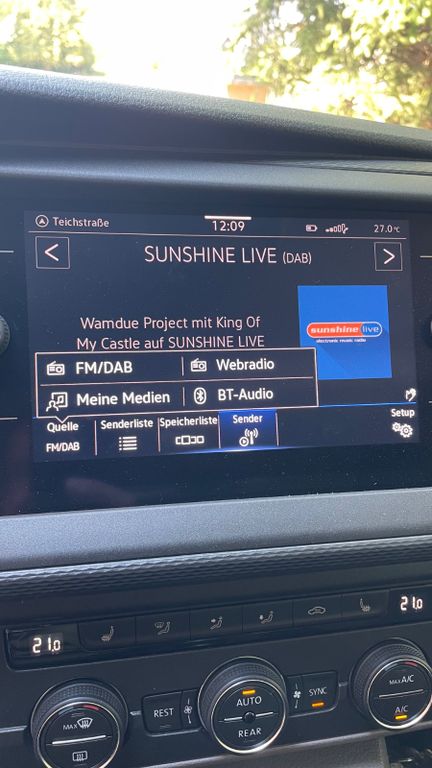 Teichstraße
12:09
27.0 °C
<
SUNSHINE LIVE (DAB)
>
Wamdue Project mit King Of
My Castle auf SUNSHINE LIVE
sunshine live
electronic music radio
FM/DAB
Webradio
Meine Medien
BT-Audio
Quelle
FM/DAB
Senderliste
Speicherliste
Sender
Setup
21.0
21.0
MAX
REST
AUTO
REAR
SYNC
MAX A/C
A/C